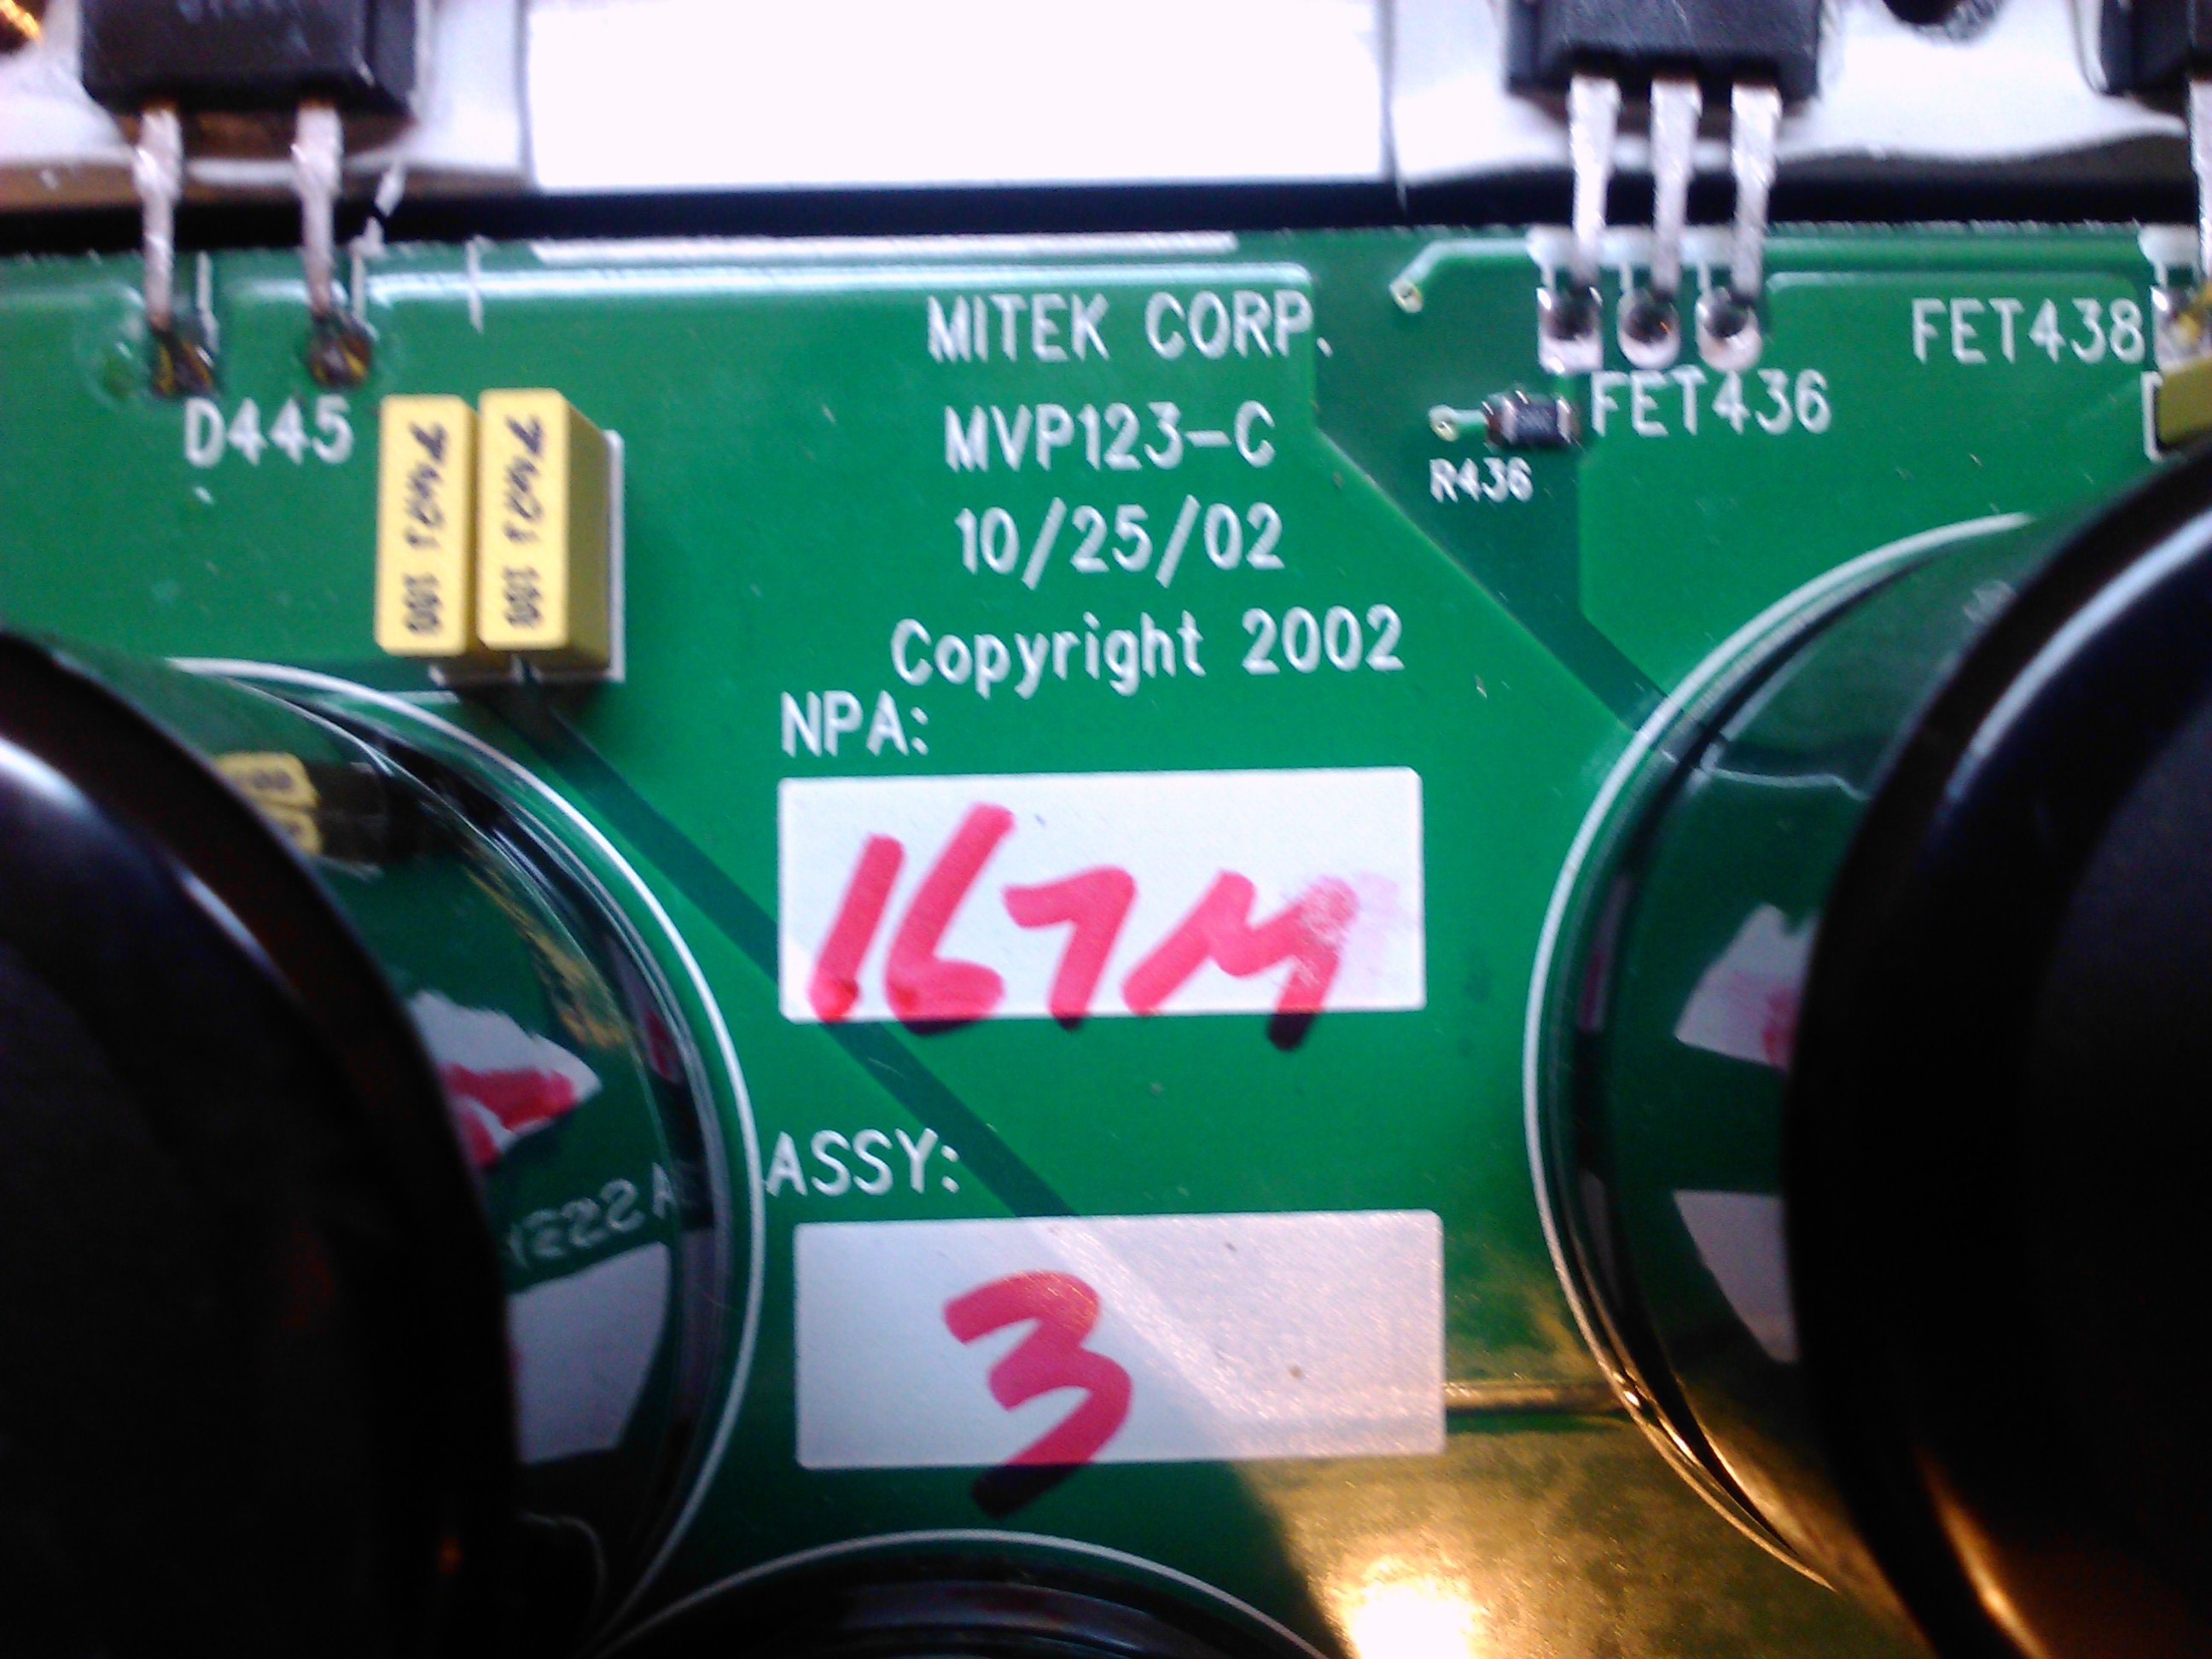 MITEK CORP.
FET438
D445
MVP123-C
FET436
R436
10/25/02
Copyright 2002
NPA:
167M
ASSY:
3